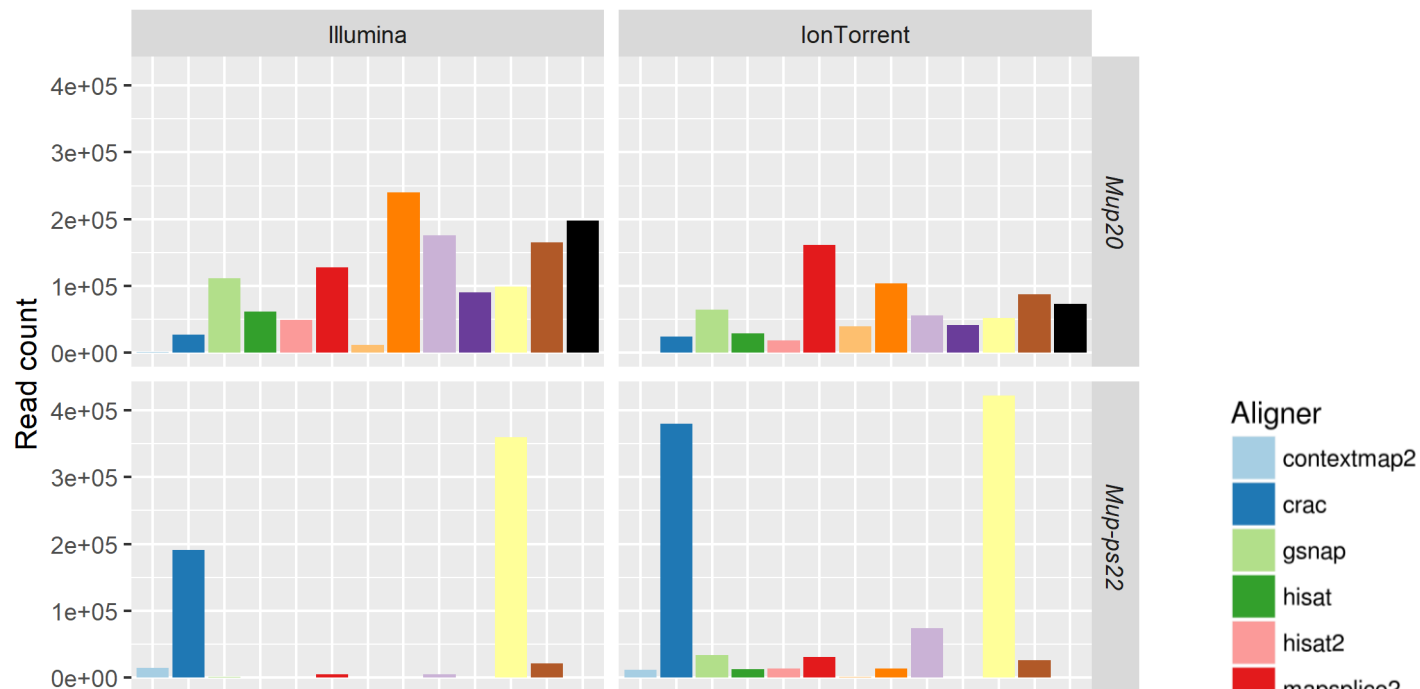 Illumina
IonTorrent
4e+05
3e+05
2e+05
1e+05
0e+00
Mup20
Read count
4e+05
3e+05
2e+05
1e+05
0e+00
Mup-ps22
Aligner
contextmap2
crac
gsnap
hisat
hisat2
mapsplice2